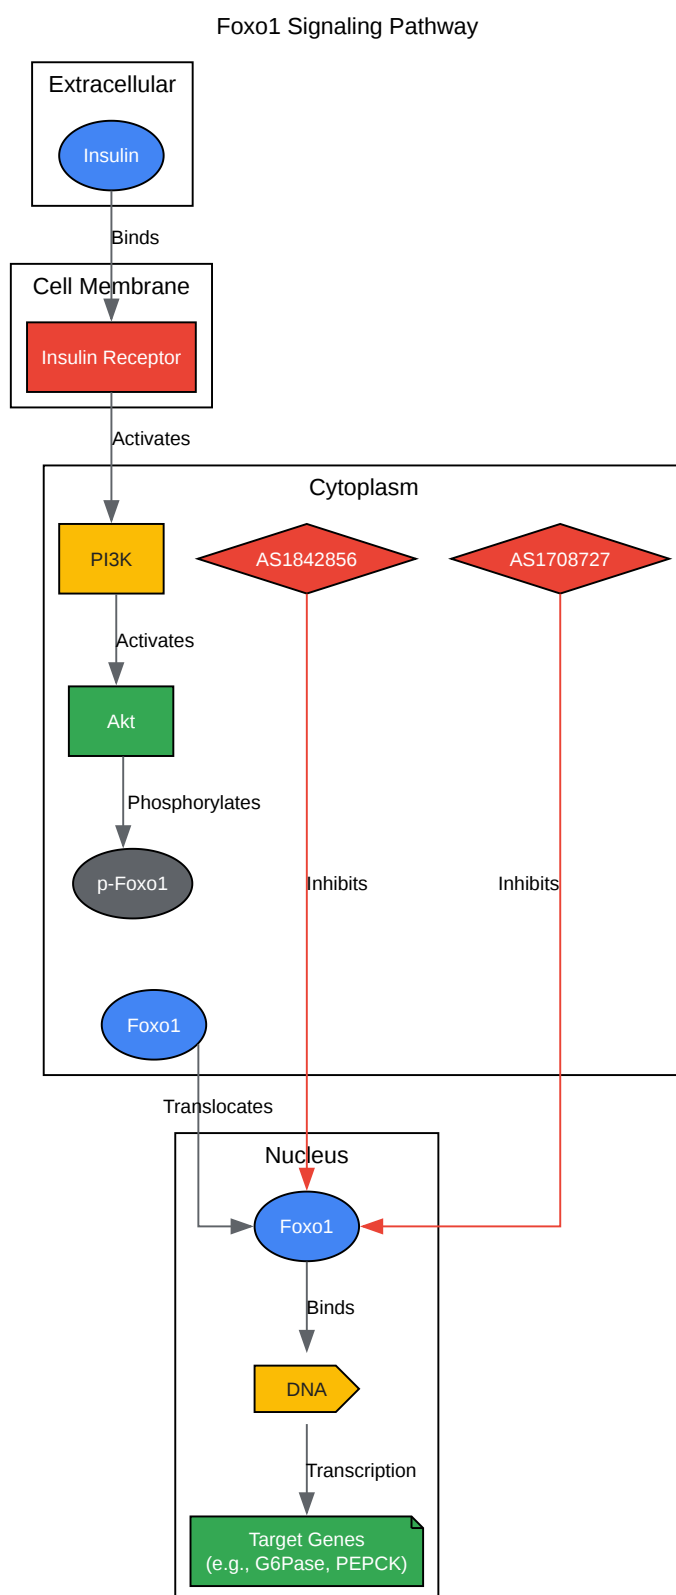 Foxo1 Signaling Pathway
Extracellular
Insulin
Binds
Cell Membrane
Insulin Receptor
Activates
Cytoplasm
PI3K
AS1842856
AS1708727
Activates
Akt
Phosphorylates
p-Foxo1
Inhibits
Inhibits
Foxo1
Translocates
Nucleus
Foxo1
Binds
DNA
Transcription
Target Genes
(e.g., G6Pase, PEPCK)